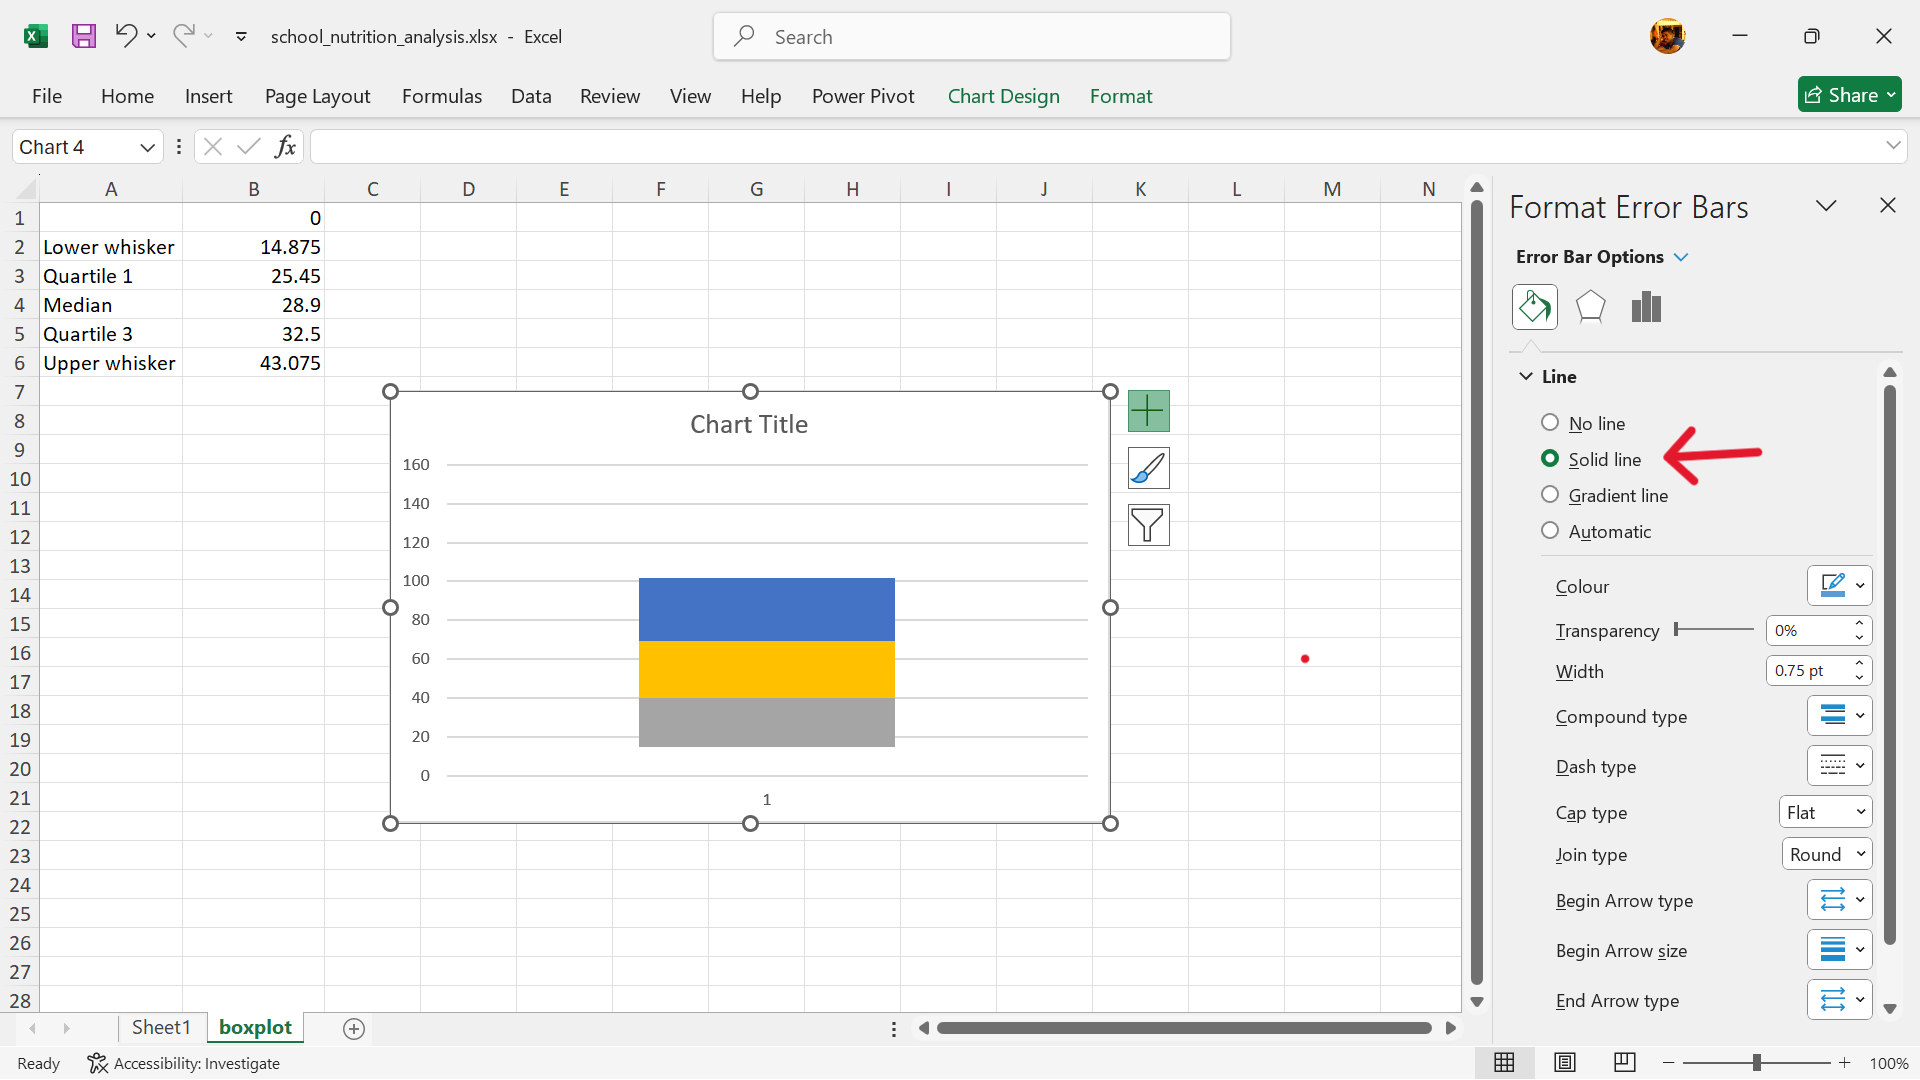 school_nutrition_analysis.xlsx - Excel
Search
File Home Insert Page Layout Formulas Data Review View Help Power Pivot Chart Design Format Share
Chart 4 fx
A B C D E F G H I J K L M N
1 0
2 Lower whisker 14.875
3 Quartile 1 25.45
4 Median 28.9
5 Quartile 3 32.5
6 Upper whisker 43.075
7
8
9
10
11
12
13
14
15
16
17
18
19
20
21
22
23
24
25
26
27
28
Chart Title
160
140
120
100
80
60
40
20
0
1
Format Error Bars
Error Bar Options
Line
No line
Solid line
Gradient line
Automatic
Colour
Transparency 0%
Width 0.75 pt
Compound type
Dash type
Cap type Flat
Join type Round
Begin Arrow type
Begin Arrow size
End Arrow type
Sheet1 boxplot
Ready Accessibility: Investigate 100%